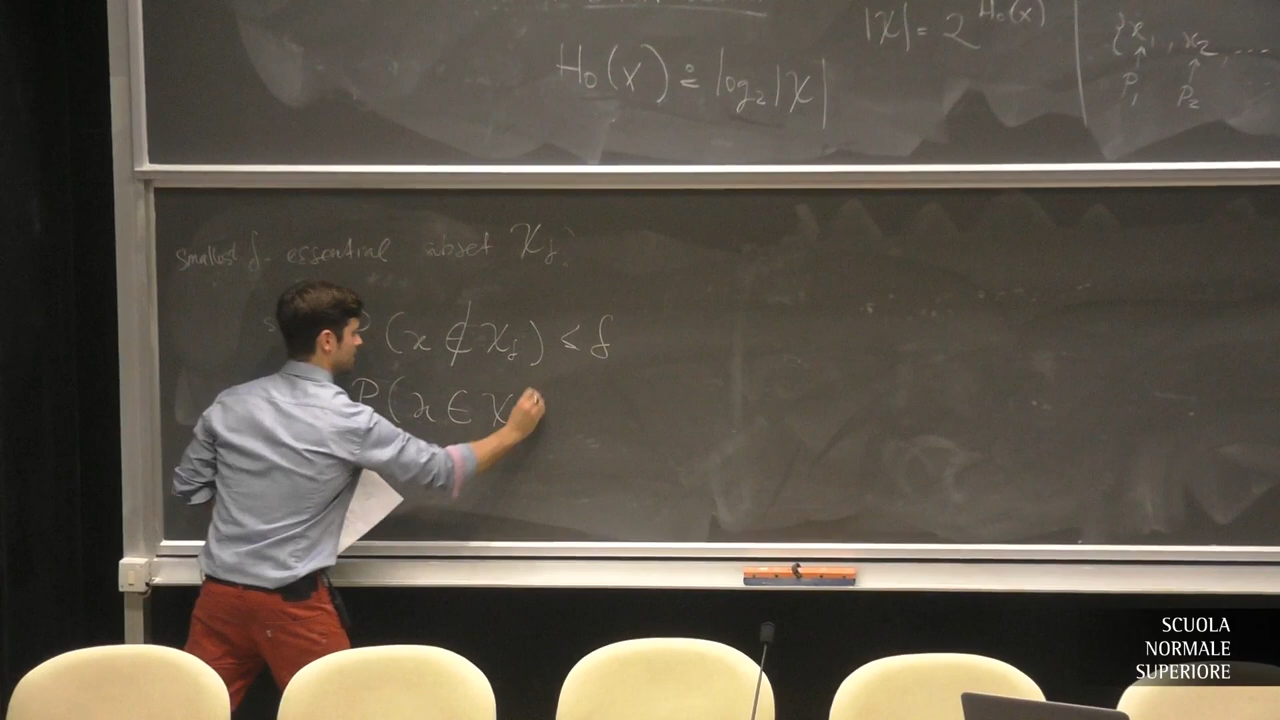 |X| = 2^{H₀(x)}
{x₁, x₂, ....
↑ ↑
P₁ P₂
H₀(X) ≗ log₂|X|
smallest δ-essential subset X_δ:
P(x ∉ X_δ) ≤ δ
P(x ∈ X
SCUOLA
NORMALE
SUPERIORE